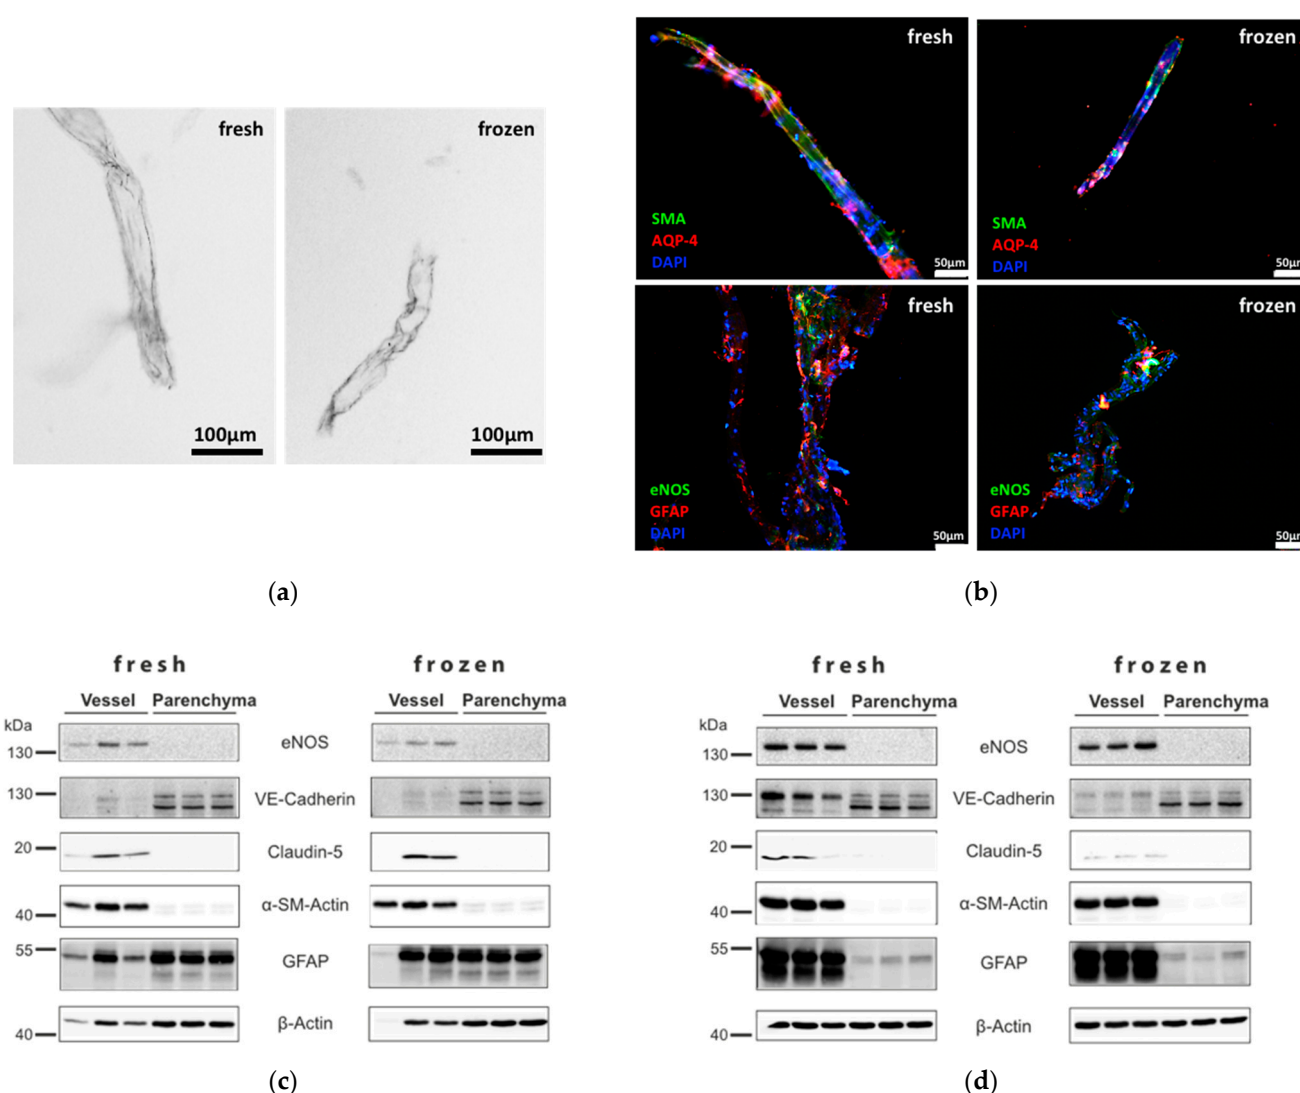 fresh
frozen
100μm
100μm
(a)
fresh
SMA
AQP-4
DAPI
50μm
frozen
SMA
AQP-4
DAPI
50μm
fresh
eNOS
GFAP
DAPI
50μm
frozen
eNOS
GFAP
DAPI
50μm
(b)
fresh
frozen
Vessel Parenchyma
Vessel Parenchyma
kDa
130
eNOS
130
VE-Cadherin
20
Claudin-5
40
α-SM-Actin
55
GFAP
40
β-Actin
(c)
fresh
frozen
Vessel Parenchyma
Vessel Parenchyma
kDa
130
eNOS
130
VE-Cadherin
20
Claudin-5
40
α-SM-Actin
55
GFAP
40
β-Actin
(d)